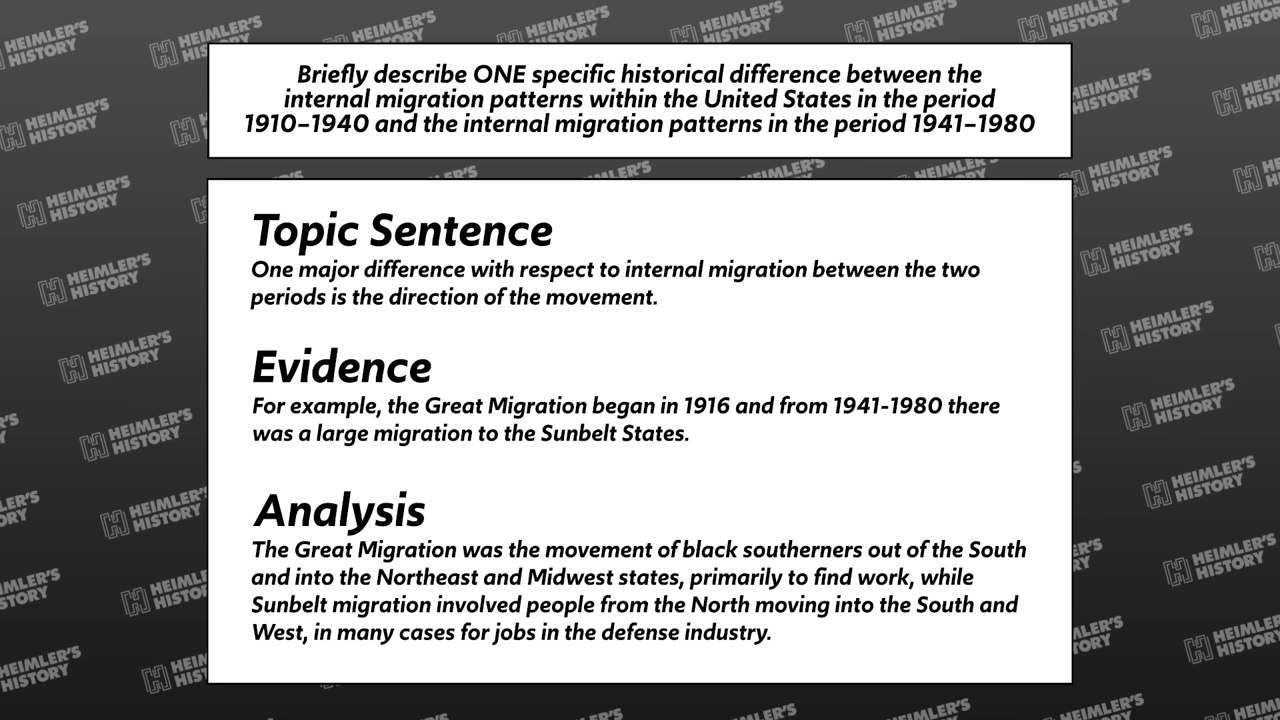 Briefly describe ONE specific historical difference between the
internal migration patterns within the United States in the period
1910–1940 and the internal migration patterns in the period 1941–1980
Topic Sentence
One major difference with respect to internal migration between the two
periods is the direction of the movement.
Evidence
For example, the Great Migration began in 1916 and from 1941-1980 there
was a large migration to the Sunbelt States.
Analysis
The Great Migration was the movement of black southerners out of the South
and into the Northeast and Midwest states, primarily to find work, while
Sunbelt migration involved people from the North moving into the South and
West, in many cases for jobs in the defense industry.
HEIMLER'S
HISTORY